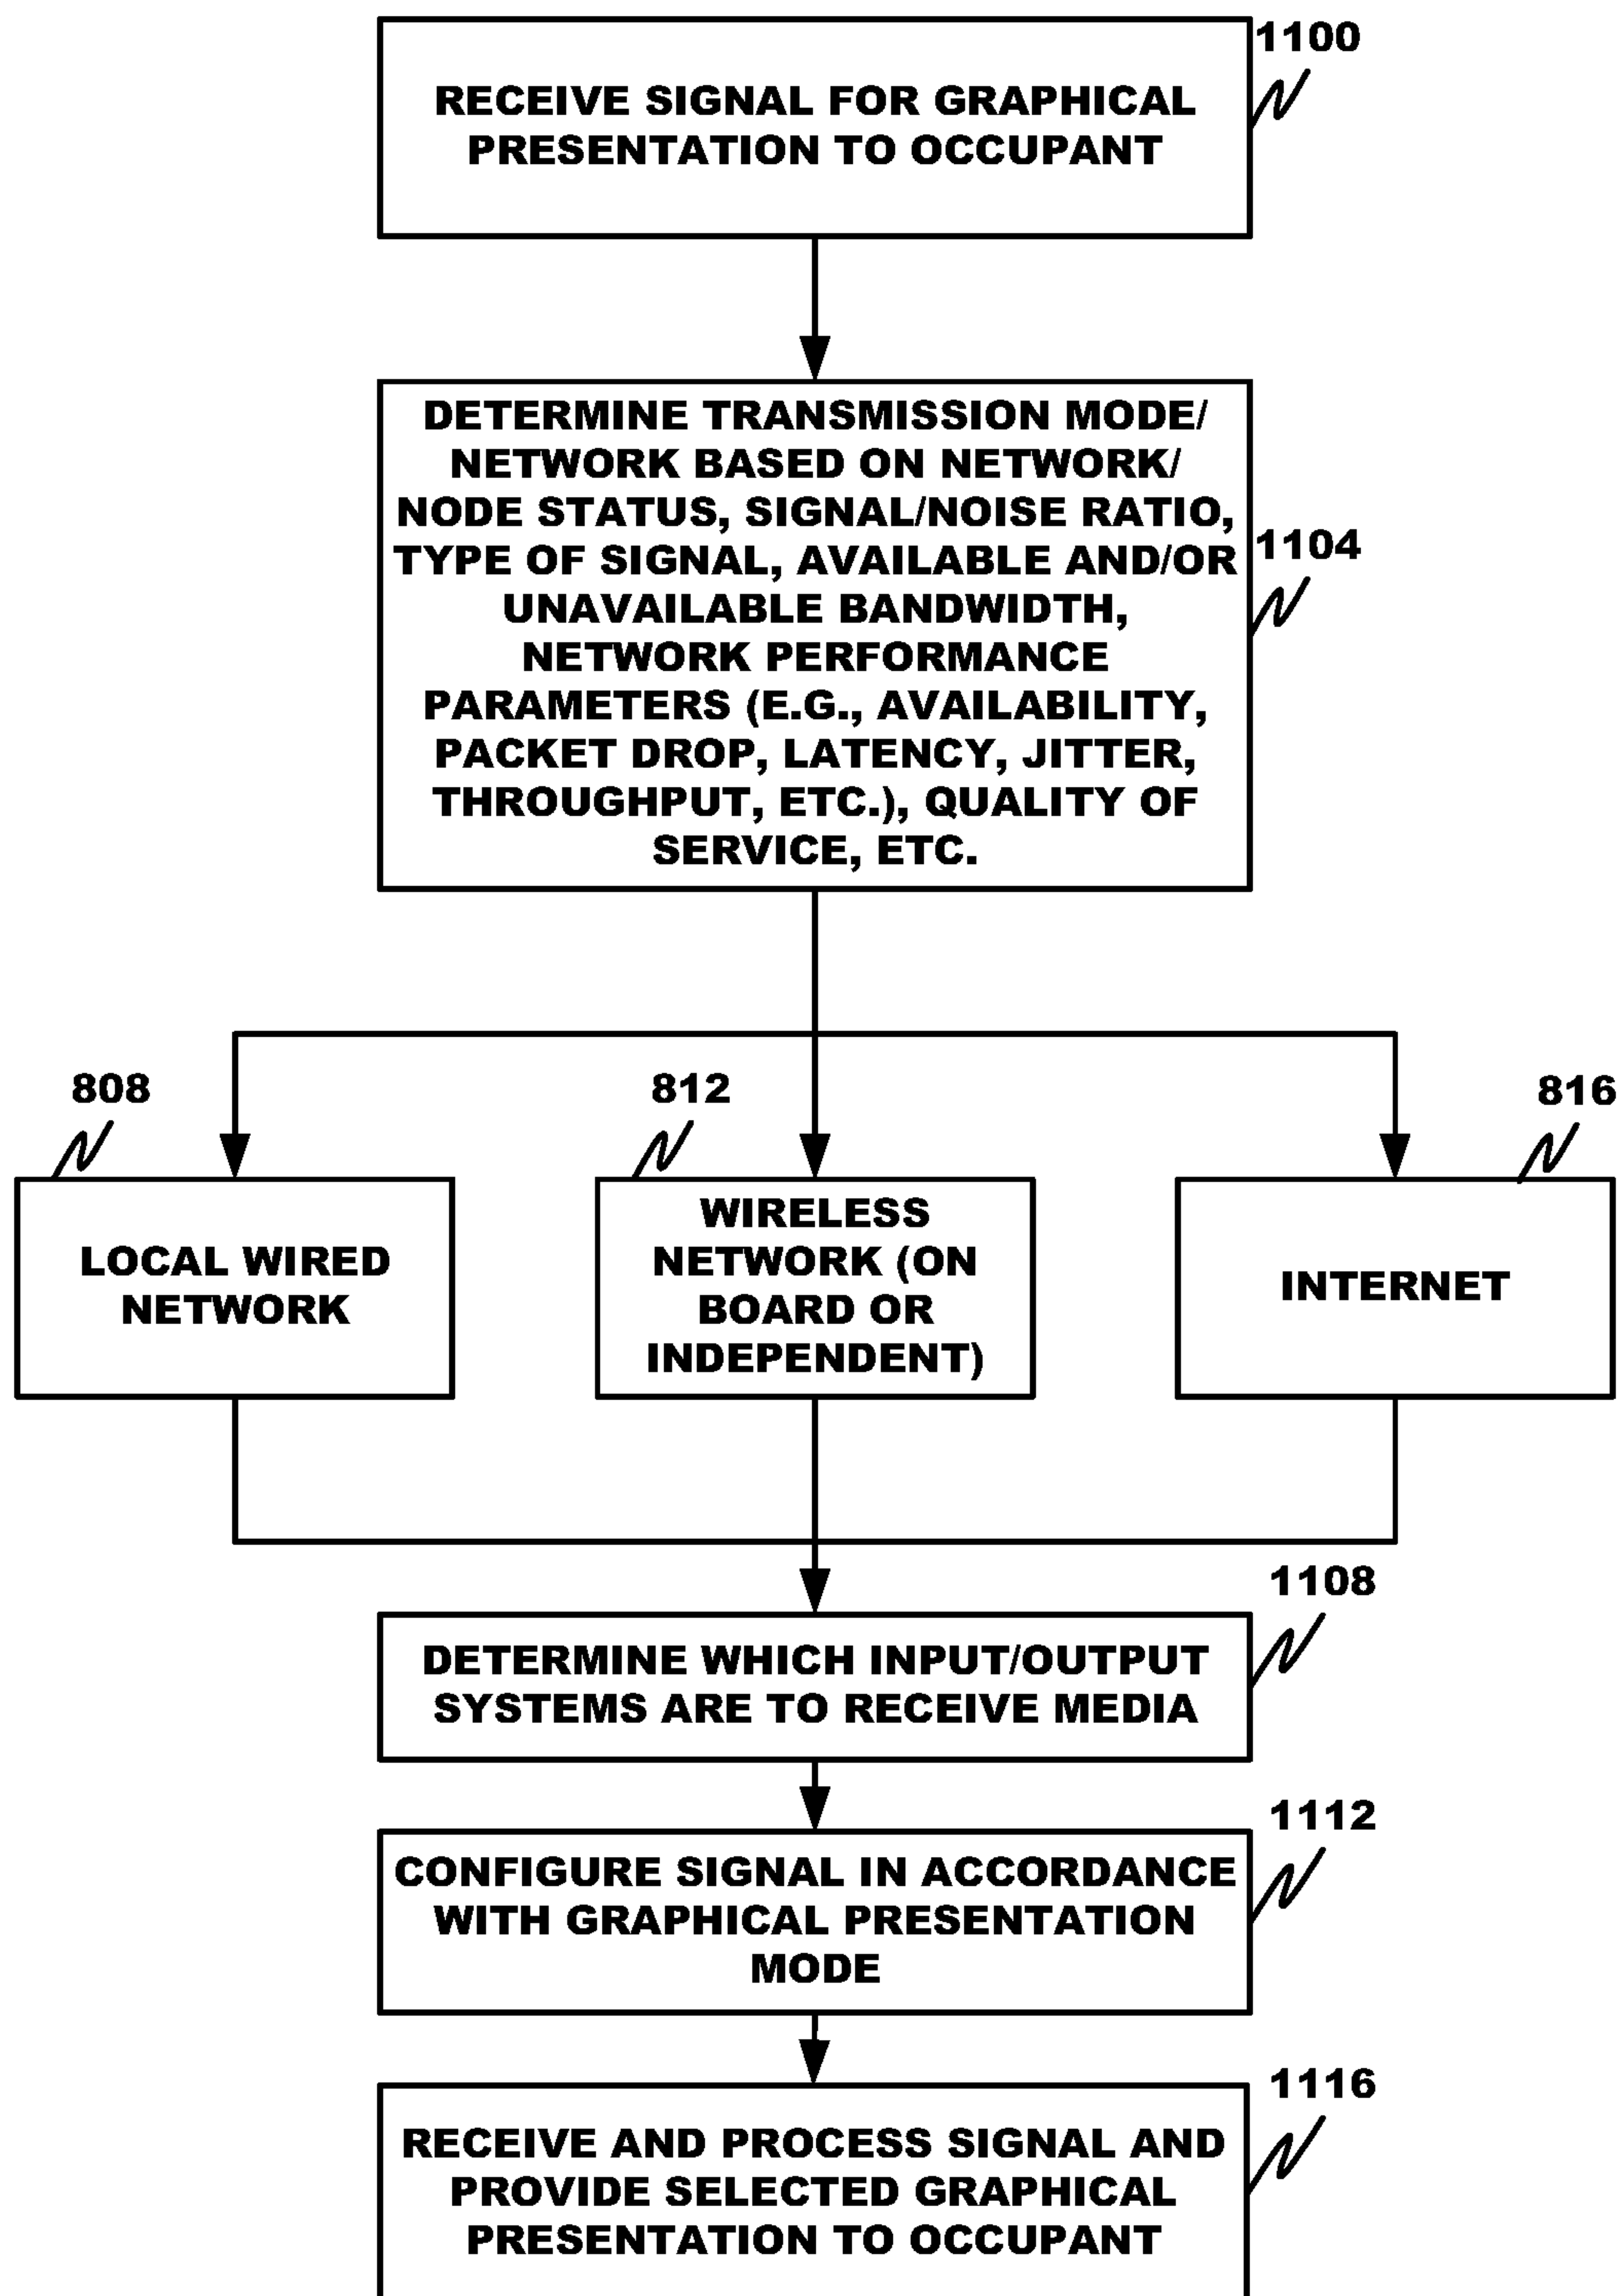 1100
RECEIVE SIGNAL FOR GRAPHICAL
PRESENTATION TO OCCUPANT
DETERMINE TRANSMISSION MODE/
NETWORK BASED ON NETWORK/
NODE STATUS, SIGNAL/NOISE RATIO,
TYPE OF SIGNAL, AVAILABLE AND/OR
UNAVAILABLE BANDWIDTH,
NETWORK PERFORMANCE
PARAMETERS (E.G., AVAILABILITY,
PACKET DROP, LATENCY, JITTER,
THROUGHPUT, ETC.), QUALITY OF
SERVICE, ETC.
1104
808
LOCAL WIRED
NETWORK
812
WIRELESS
NETWORK (ON
BOARD OR
INDEPENDENT)
816
INTERNET
1108
DETERMINE WHICH INPUT/OUTPUT
SYSTEMS ARE TO RECEIVE MEDIA
1112
CONFIGURE SIGNAL IN ACCORDANCE
WITH GRAPHICAL PRESENTATION
MODE
1116
RECEIVE AND PROCESS SIGNAL AND
PROVIDE SELECTED GRAPHICAL
PRESENTATION TO OCCUPANT